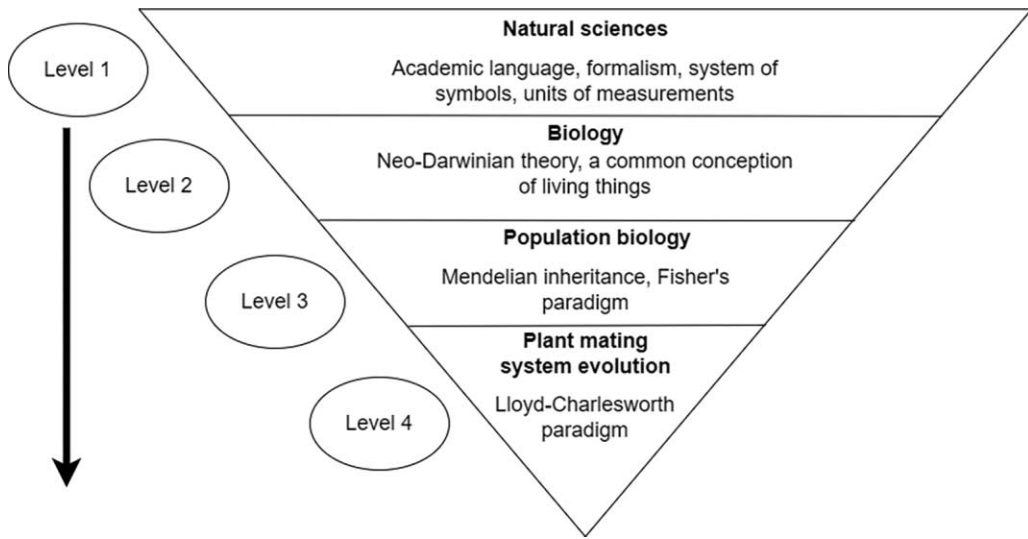 Level 1
Natural sciences
Academic language, formalism, system of
symbols, units of measurements
Level 2
Biology
Neo-Darwinian theory, a common conception
of living things
Level 3
Population biology
Mendelian inheritance, Fisher's
paradigm
Level 4
Plant mating
system evolution
Lloyd-Charlesworth
paradigm